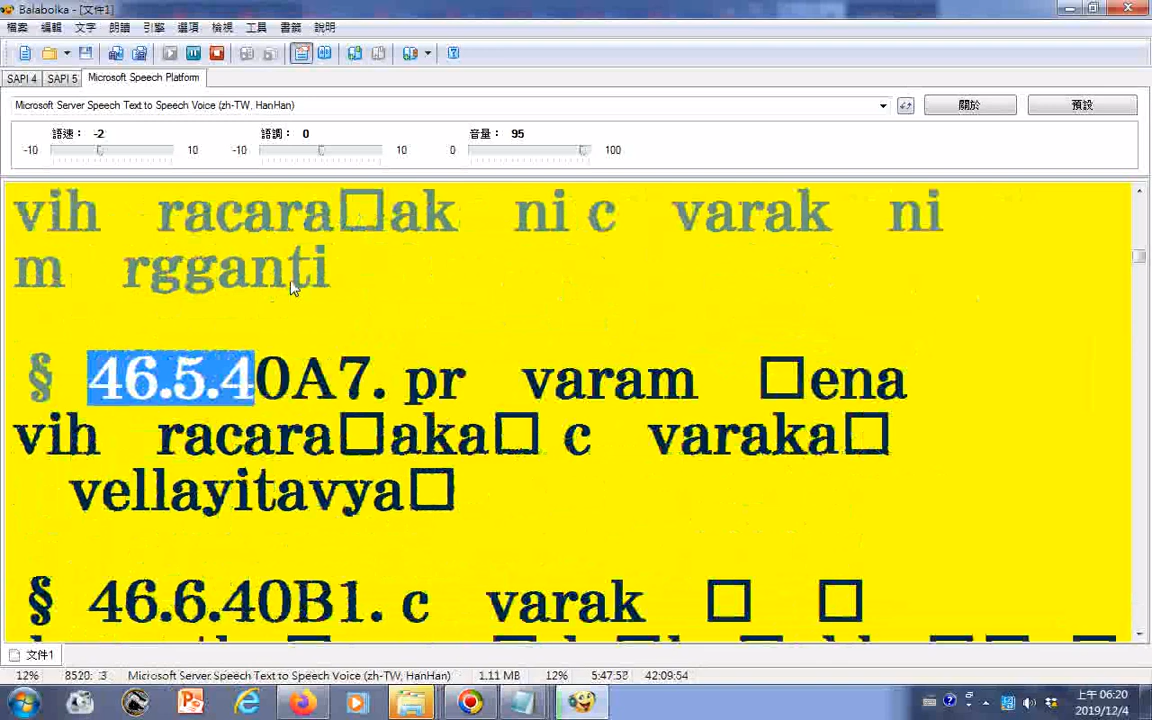 Balabolka - [文件1]
檔案 編輯 文字 朗讀 引擎 選項 檢視 工具 書籤 說明
SAPI 4 SAPI 5 Microsoft Speech Platform
Microsoft Server Speech Text to Speech Voice (zh-TW, HanHan) 關於 預設
語速： -2 語調： 0 音量： 95
-10 10 -10 10 0 100
vih racara□ak ni c varak ni
m rgganti
§ 46.5.40A7. pr varam □ena
vih racara□aka□ c varaka□
vellayitavya□
§ 46.6.40B1. c varak □ □
文件1
12% 8520: :3 Microsoft Server Speech Text to Speech Voice (zh-TW, HanHan) 1.11 MB 12% 5:47:53 42:09:54
上午 06:20
2019/12/4